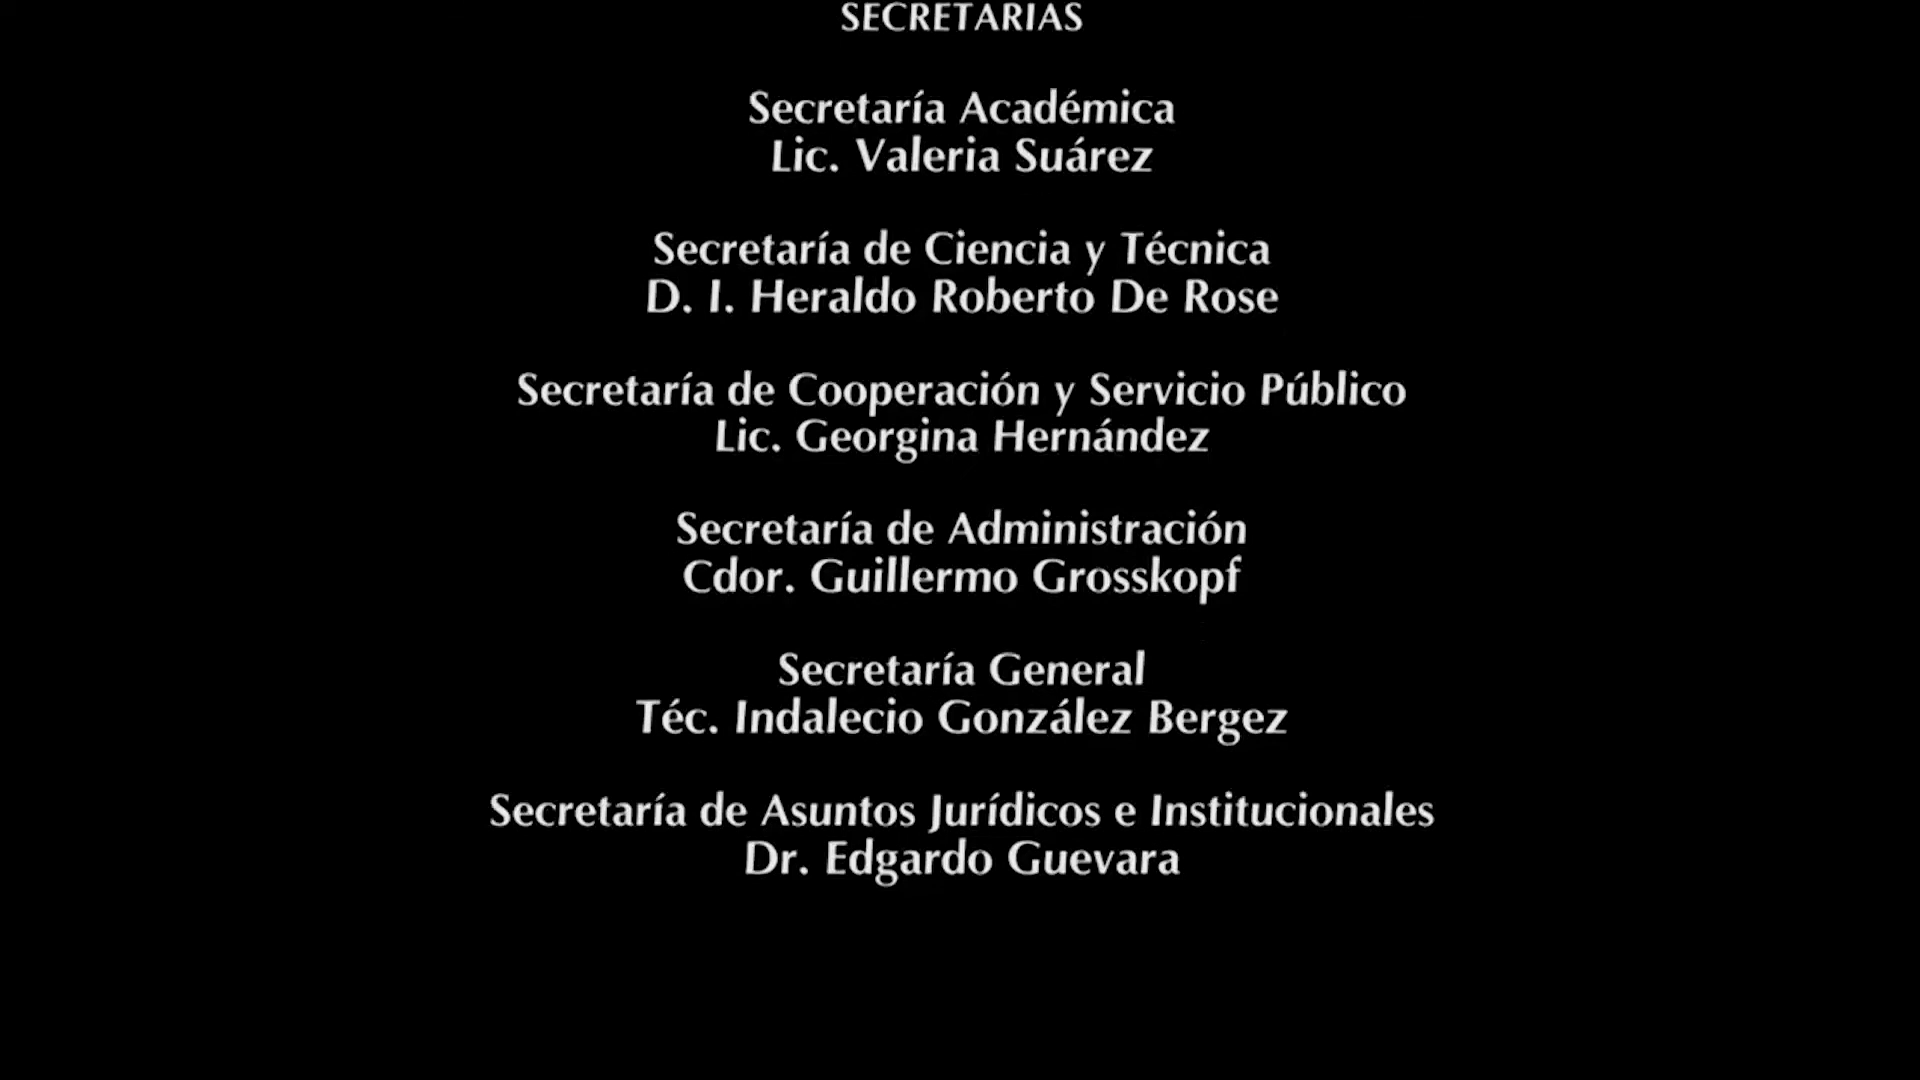 SECRETARIAS
Secretaría Académica
Lic. Valeria Suárez
Secretaría de Ciencia y Técnica
D. I. Heraldo Roberto De Rose
Secretaría de Cooperación y Servicio Público
Lic. Georgina Hernández
Secretaría de Administración
Cdor. Guillermo Grosskopf
Secretaría General
Téc. Indalecio González Bergez
Secretaría de Asuntos Jurídicos e Institucionales
Dr. Edgardo Guevara